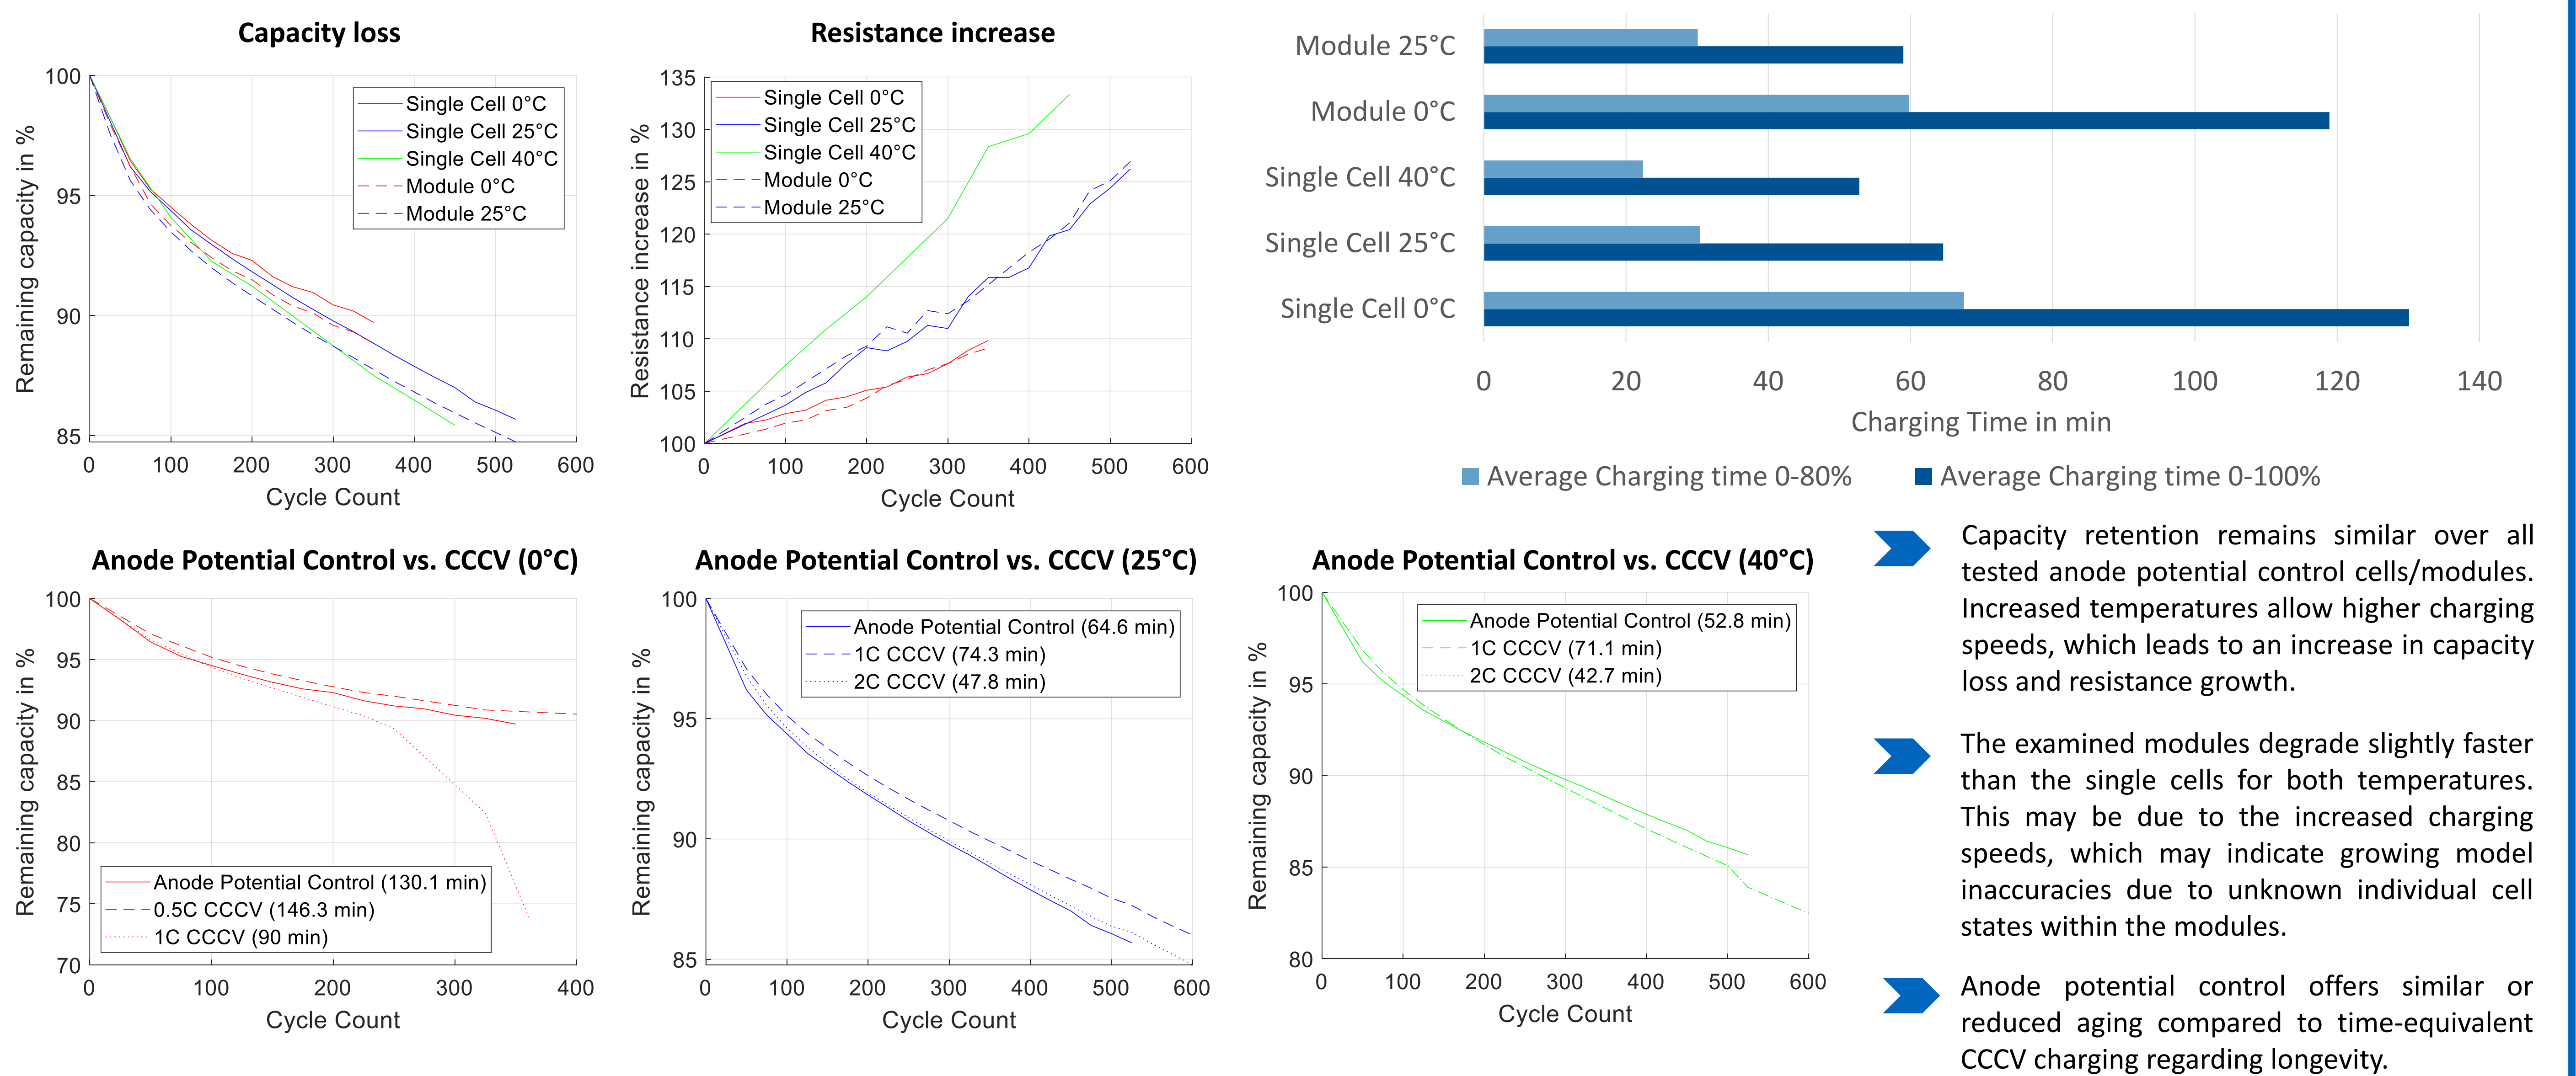 Capacity loss
100
95
90
85
0 100 200 300 400 500 600
Remaining capacity in %
Cycle Count
Single Cell 0°C
Single Cell 25°C
Single Cell 40°C
Module 0°C
Module 25°C
Resistance increase
135
130
125
120
115
110
105
100
0 100 200 300 400 500 600
Resistance increase in %
Cycle Count
Single Cell 0°C
Single Cell 25°C
Single Cell 40°C
Module 0°C
Module 25°C
Module 25°C
Module 0°C
Single Cell 40°C
Single Cell 25°C
Single Cell 0°C
0 20 40 60 80 100 120 140
Charging Time in min
Average Charging time 0-80%
Average Charging time 0-100%
Anode Potential Control vs. CCCV (0°C)
100
95
90
85
80
75
70
0 100 200 300 400
Remaining capacity in %
Cycle Count
Anode Potential Control (130.1 min)
0.5C CCCV (146.3 min)
1C CCCV (90 min)
Anode Potential Control vs. CCCV (25°C)
100
95
90
85
0 100 200 300 400 500 600
Remaining capacity in %
Cycle Count
Anode Potential Control (64.6 min)
1C CCCV (74.3 min)
2C CCCV (47.8 min)
Anode Potential Control vs. CCCV (40°C)
100
95
90
85
80
0 100 200 300 400 500 600
Remaining capacity in %
Cycle Count
Anode Potential Control (52.8 min)
1C CCCV (71.1 min)
2C CCCV (42.7 min)
Capacity retention remains similar over all
tested anode potential control cells/modules.
Increased temperatures allow higher charging
speeds, which leads to an increase in capacity
loss and resistance growth.
The examined modules degrade slightly faster
than the single cells for both temperatures.
This may be due to the increased charging
speeds, which may indicate growing model
inaccuracies due to unknown individual cell
states within the modules.
Anode potential control offers similar or
reduced aging compared to time-equivalent
CCCV charging regarding longevity.